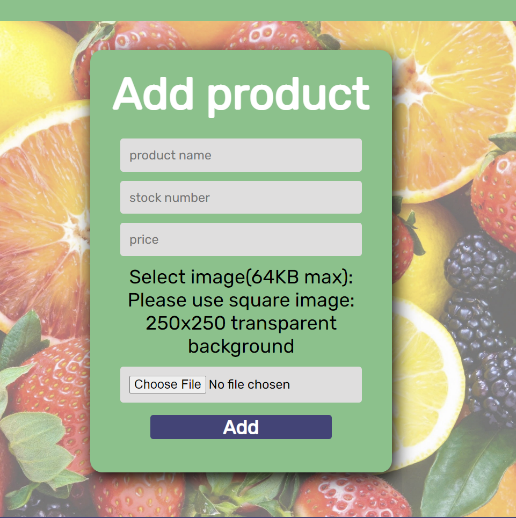 Add product
product name
stock number
price
Select image(64KB max):
Please use square image:
250x250 transparent
background
Choose File No file chosen
Add